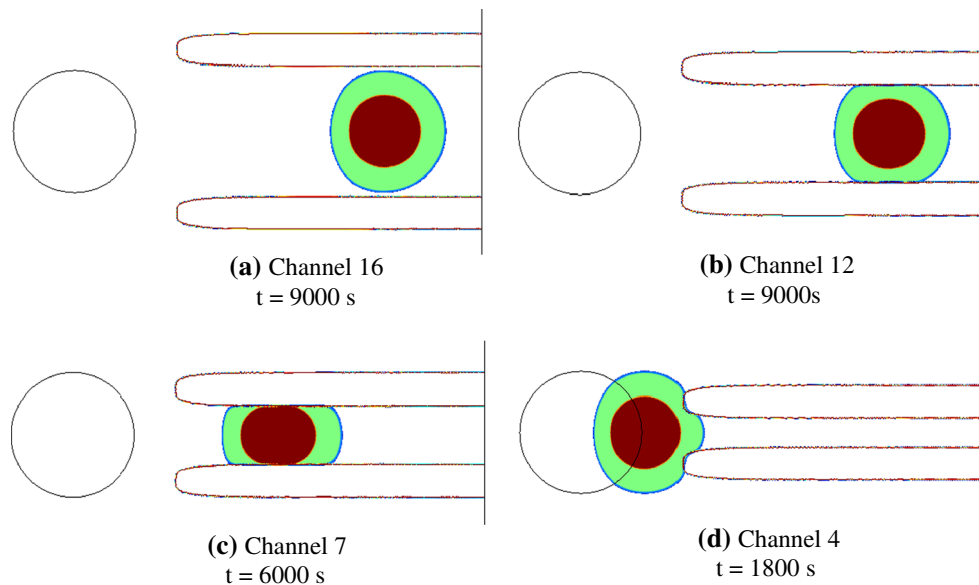 (a) Channel 16
t = 9000 s
(b) Channel 12
t = 9000s
(c) Channel 7
t = 6000 s
(d) Channel 4
t = 1800 s